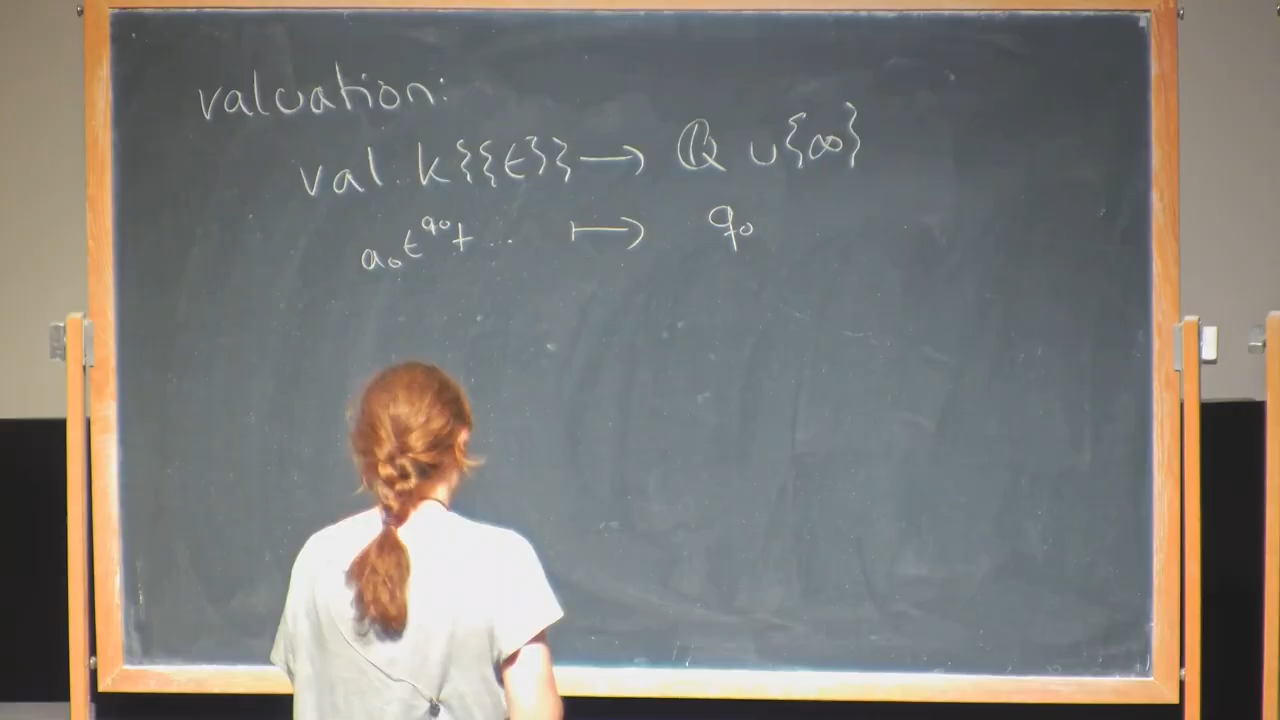 valuation:
val: k}{{t}} → ℚ ∪ {∞}
a₀t^q₀ + ... ↦ q₀